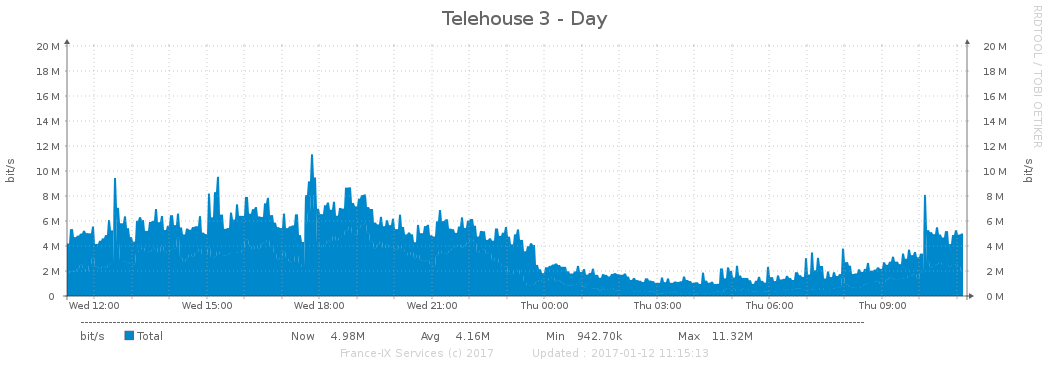 Telehouse 3 - Day
RRDTOOL / TOBI OETIKER
bit/s
bit/s
20 M 20 M
18 M 18 M
16 M 16 M
14 M 14 M
12 M 12 M
10 M 10 M
8 M 8 M
6 M 6 M
4 M 4 M
2 M 2 M
0 0 M
Wed 12:00 Wed 15:00 Wed 18:00 Wed 21:00 Thu 00:00 Thu 03:00 Thu 06:00 Thu 09:00
bit/s Total Now 4.98M Avg 4.16M Min 942.70k Max 11.32M
France-IX Services (c) 2017 Updated : 2017-01-12 11:15:13